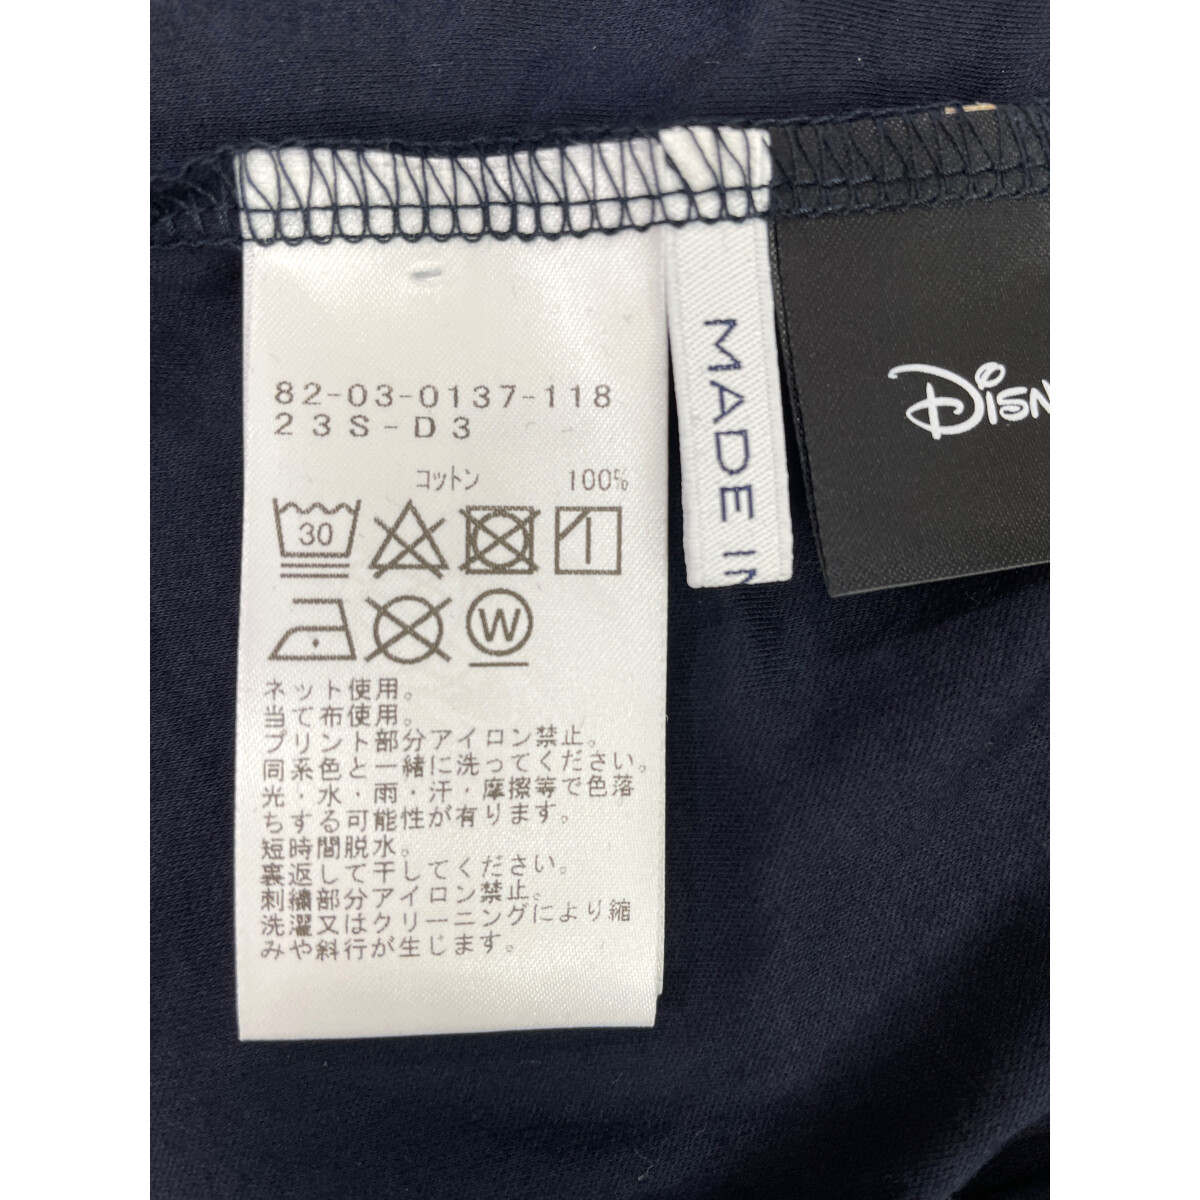 82-03-0137-118
23S-D3
コットン 100%
30
W
ネット使用。
当て布使用。
プリント部分アイロン禁止。
同系色と一緒に洗ってください。
光・水・雨・汗・摩擦等で色落
ちする可能性が有ります。
短時間脱水。
裏返して干してください。
刺繍部分アイロン禁止。
洗濯又はクリーニングにより縮
みや斜行が生じます。
MADE IN
DISN